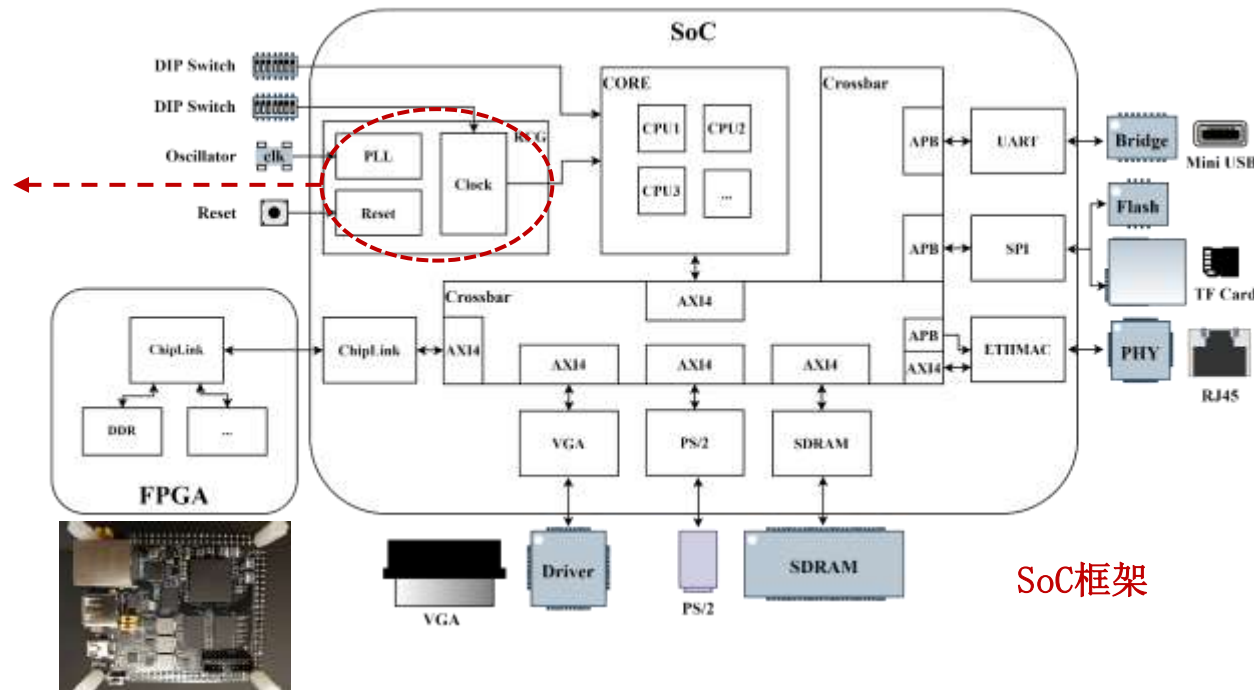 SoC
DIP Switch
DIP Switch
Oscillator
clk
Reset
RCG
PLL
Clock
Reset
CORE
CPU1
CPU2
CPU3
...
Crossbar
APB
UART
Bridge
Mini USB
Flash
APB
SPI
TF Card
Crossbar
AXI4
ChipLink
ChipLink
AXI4
AXI4
AXI4
AXI4
APB
AXI4
ETHMAC
PHY
RJ45
DDR
...
FPGA
VGA
PS/2
SDRAM
VGA
Driver
PS/2
SDRAM
SoC框架